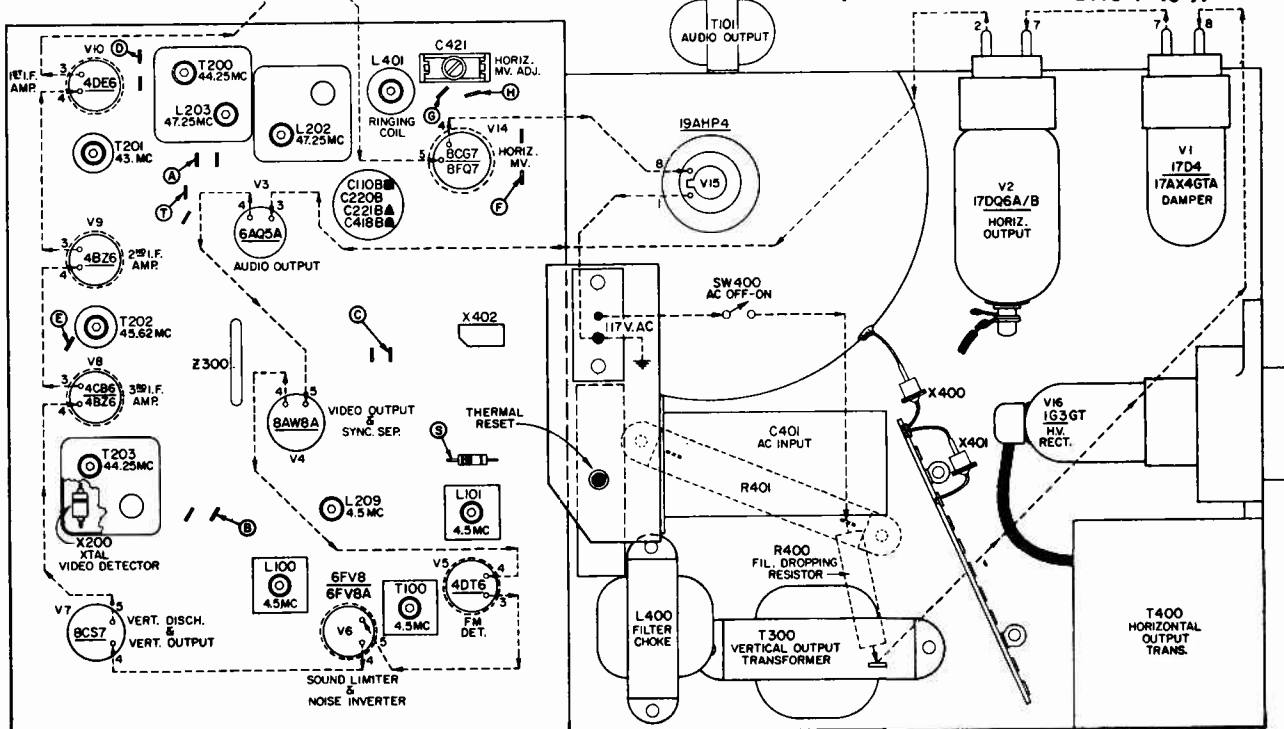 T101
AUDIO OUTPUT
2
7
7
8
V10
D
1ST I.F.
AMP.
3
4DE6
4
T200
44.25MC
L203
47.25MC
L202
47.25MC
L401
RINGING
COIL
C421
HORIZ.
MV. ADJ.
G
H
T201
43. MC
A
T
4
V14
5
8CG7
8FQ7
HORIZ.
MV.
F
19AHP4
8
V15
1
V2
17DQ6A/B
HORIZ.
OUTPUT
V1
17D4
17AX4GTA
DAMPER
V3
4
3
6AQ5A
AUDIO OUTPUT
C110B
C220B
C221B
C418B
V9
3
4BZ6
4
2ND I.F.
AMP.
E
T202
45.62MC
Z300
C
X402
117V. AC
SW400
AC OFF-ON
V8
3
4CB6
4BZ6
4
3RD I.F.
AMP.
4
5
8AW8A
V4
VIDEO OUTPUT
&
SYNC. SEP.
THERMAL
RESET
S
C401
AC INPUT
R401
X400
X401
V16
1G3GT
H.V.
RECT.
T203
44.25MC
X200
XTAL
VIDEO DETECTOR
B
L209
4.5MC
L101
4.5MC
L100
4.5MC
6FV8
6FV8A
V6
5
4
T100
4.5MC
V5
4DT6
4
3
FM
DET.
R400
FIL. DROPPING
RESISTOR
V7
5
8CS7
4
VERT. DISCH.
&
VERT. OUTPUT
SOUND LIMITER
&
NOISE INVERTER
L400
FILTER
CHOKE
T300
VERTICAL OUTPUT
TRANSFORMER
T400
HORIZONTAL
OUTPUT
TRANS.